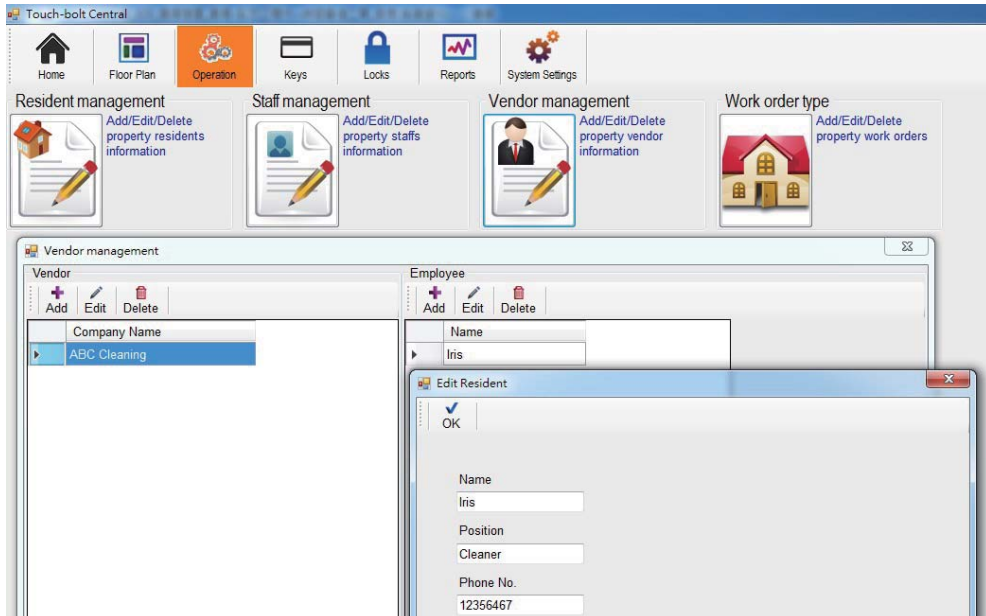 Touch-bolt Central
Home
Floor Plan
Operation
Keys
Locks
Reports
System Settings
Resident management
Add/Edit/Delete
property residents
information
Staff management
Add/Edit/Delete
property staffs
information
Vendor management
Add/Edit/Delete
property vendor
information
Work order type
Add/Edit/Delete
property work orders
Vendor management
Vendor
Add Edit Delete
Company Name
ABC Cleaning
Employee
Add Edit Delete
Name
Iris
Edit Resident
OK
Name
Iris
Position
Cleaner
Phone No.
12356467